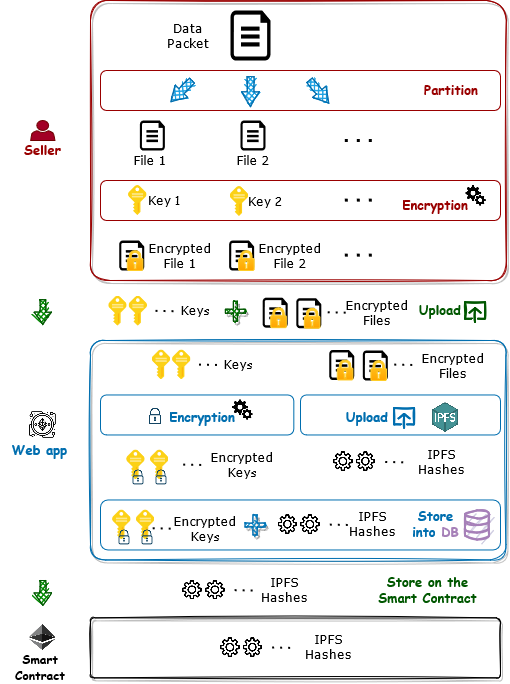 Data
Packet
Partition
File 1
File 2
...
Seller
Key 1
Key 2
...
Encryption
Encrypted
File 1
Encrypted
File 2
...
... Keys
... Encrypted
Files
Upload
... Keys
... Encrypted
Files
Web app
Encryption
Upload
IPFS
... Encrypted
Keys
... IPFS
Hashes
... Encrypted
Keys
... IPFS
Hashes
Store
into DB
... IPFS
Hashes
Store on the
Smart Contract
Smart
Contract
... IPFS
Hashes